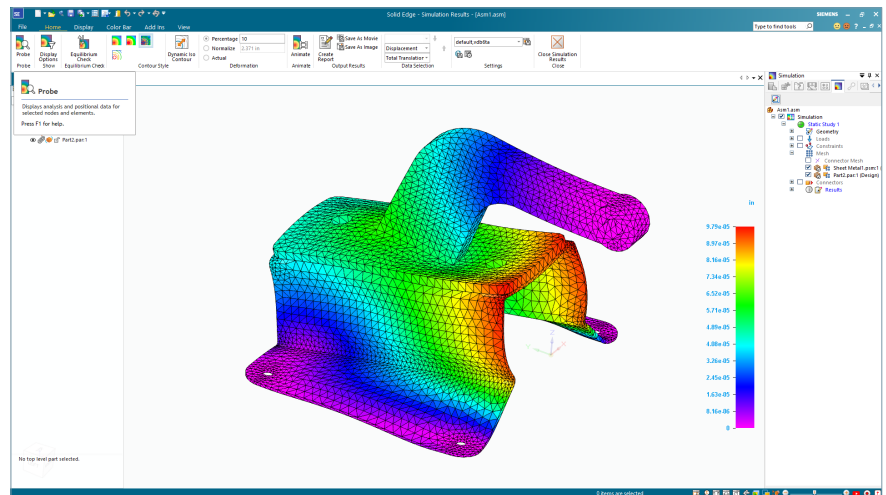 SE
Solid Edge - Simulation Results - [Asm1.asm]
SIEMENS
File Home Display Color Bar Add Ins View
Type to find tools
Probe
Display Options
Equilibrium Check
Dynamic Iso Contour
Percentage 10
Normalize 2.371 in
Actual
Animate
Create Report
Save As Movie
Save As Image
Displacement
Total Translation
Close Simulation Results
Probe Show Equilibrium Check Contour Style Deformation Animate Output Results Data Selection Settings Close
Probe
Displays analysis and positional data for
selected nodes and elements.
Press F1 for help.
Part2.par:1
No top level part selected.
Z
in
9.79e-05
8.97e-05
8.16e-05
7.34e-05
6.52e-05
5.71e-05
4.89e-05
4.08e-05
3.26e-05
2.45e-05
1.63e-05
8.16e-06
0
Simulation
Asm1.asm
Simulation
Static Study 1
Geometry
Loads
Constraints
Mesh
Connector Mesh
Sheet Metal1.psm:1
Part2.par:1 (Design)
Connectors
Results
0 items are selected